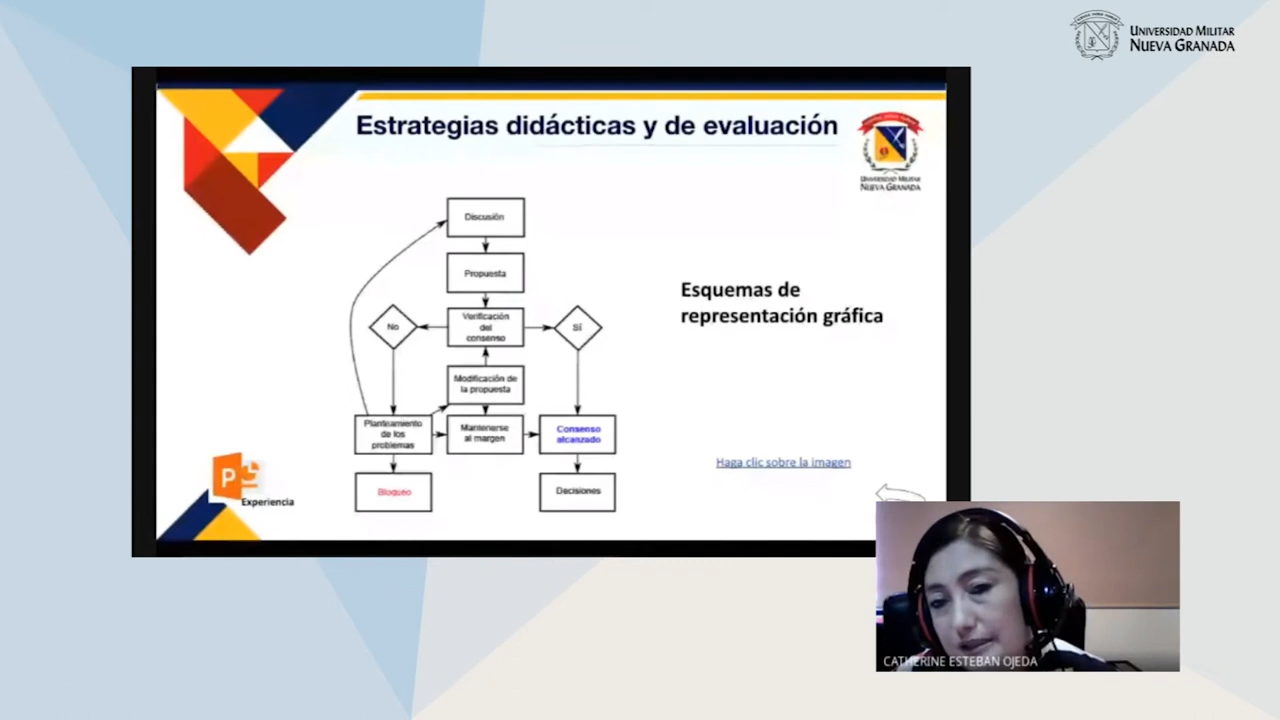 UNIVERSIDAD MILITAR
NUEVA GRANADA
Estrategias didácticas y de evaluación
UNIVERSIDAD MILITAR
NUEVA GRANADA
Discusión
Propuesta
No
Verificación
del
consenso
Sí
Modificación de
la propuesta
Planteamiento
de los
problemas
Mantenerse
al margen
Consenso
alcanzado
Bloqueo
Decisiones
Esquemas de
representación gráfica
Haga clic sobre la imagen
P
Experiencia
CATHERINE ESTEBAN OJEDA